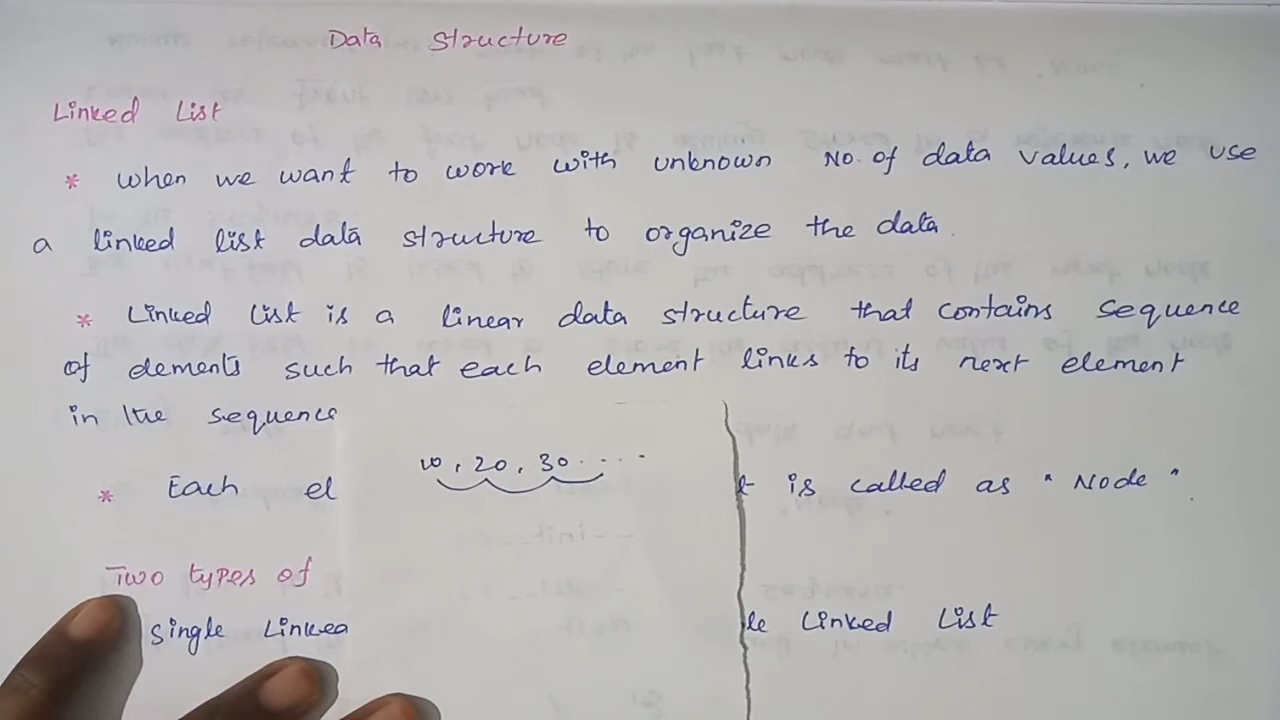 Data Structure
Linked List
* When we want to work with unknown No. of data values, we use
a linked list data structure to organize the data.
* Linked List is a linear data structure that contains sequence
of elements such that each element links to its next element
in the sequence
10, 20, 30 ....
* Each el t is called as "Node".
Two types of
Single Linked le Linked List